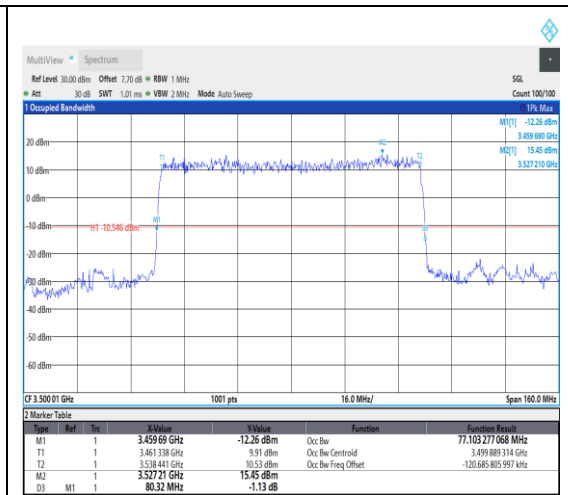 MultiView Spectrum
Ref Level 30.00 dBm Offset 7.70 dB RBW 1 MHz SGL
Att 30 dB SWT 1.01 ms VBW 2 MHz Mode Auto Sweep Count 100/100
1 Occupied Bandwidth 1Pk Max
M1[1] -12.26 dBm
3.459 690 GHz
M2[1] 15.45 dBm
3.527 210 GHz
20 dBm
M2
T1 T2
10 dBm
0 dBm
M1
-10 dBm H1 -10.546 dBm D3
-20 dBm
-30 dBm
-40 dBm
-50 dBm
-60 dBm
CF 3.500 01 GHz 1001 pts 16.0 MHz/ Span 160.0 MHz
2 Marker Table
Type Ref Trc X-Value Y-Value Function Function Result
M1 1 3.459 69 GHz -12.26 dBm Occ Bw 77.103 277 068 MHz
T1 1 3.461 338 GHz 9.91 dBm Occ Bw Centroid 3.499 889 314 GHz
T2 1 3.538 441 GHz 10.53 dBm Occ Bw Freq Offset -120.685 805 997 kHz
M2 1 3.527 21 GHz 15.45 dBm
D3 M1 1 80.32 MHz -1.13 dB